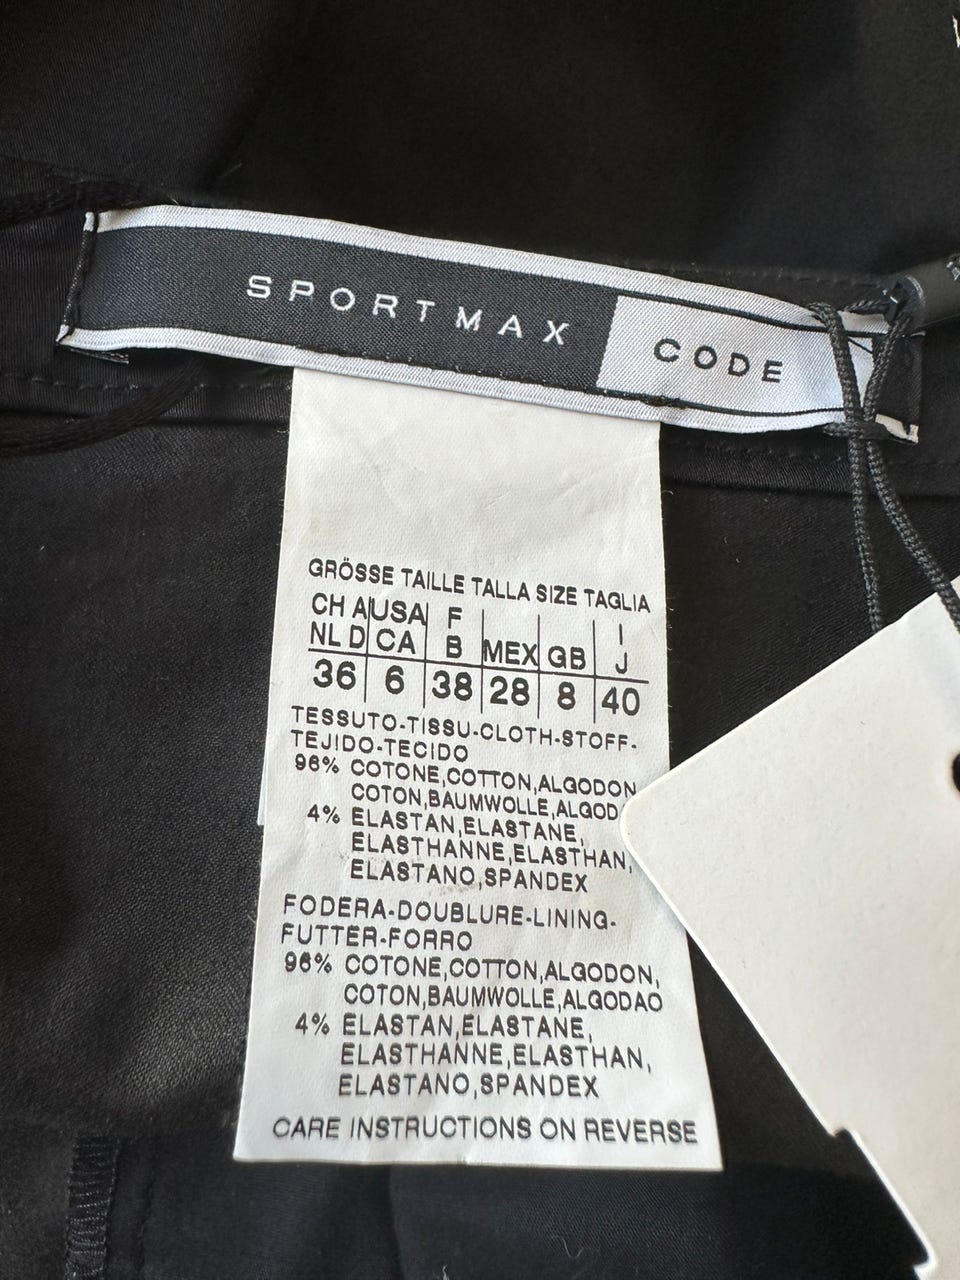 SPORTMAX CODE
GRÖSSE TAILLE TALLA SIZE TAGLIA
CH A USA F I
NL D CA B MEX GB J
36 6 38 28 8 40
TESSUTO-TISSU-CLOTH-STOFF-
TEJIDO-TECIDO
96% COTONE,COTTON,ALGODON
COTON,BAUMWOLLE,ALGOD
4% ELASTAN,ELASTANE,
ELASTHANNE,ELASTHAN,
ELASTANO,SPANDEX
FODERA-DOUBLURE-LINING-
FUTTER-FORRO
96% COTONE,COTTON,ALGODON,
COTON,BAUMWOLLE,ALGODAO
4% ELASTAN,ELASTANE,
ELASTHANNE,ELASTHAN,
ELASTANO,SPANDEX
CARE INSTRUCTIONS ON REVERSE